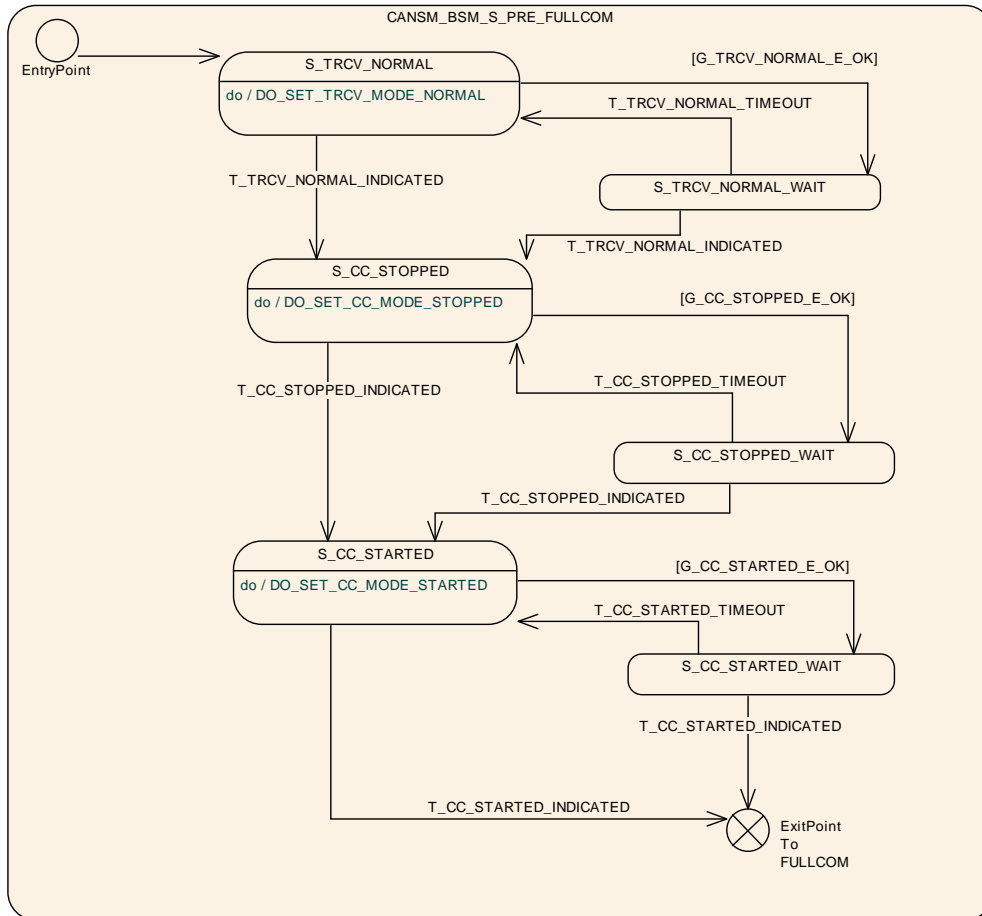 CANSM_BSM_S_PRE_FULLCOM
EntryPoint
S_TRCV_NORMAL
do / DO_SET_TRCV_MODE_NORMAL
[G_TRCV_NORMAL_E_OK]
T_TRCV_NORMAL_TIMEOUT
T_TRCV_NORMAL_INDICATED
S_TRCV_NORMAL_WAIT
T_TRCV_NORMAL_INDICATED
S_CC_STOPPED
do / DO_SET_CC_MODE_STOPPED
[G_CC_STOPPED_E_OK]
T_CC_STOPPED_TIMEOUT
T_CC_STOPPED_INDICATED
S_CC_STOPPED_WAIT
T_CC_STOPPED_INDICATED
S_CC_STARTED
do / DO_SET_CC_MODE_STARTED
[G_CC_STARTED_E_OK]
T_CC_STARTED_TIMEOUT
S_CC_STARTED_WAIT
T_CC_STARTED_INDICATED
T_CC_STARTED_INDICATED
ExitPoint
To
FULLCOM